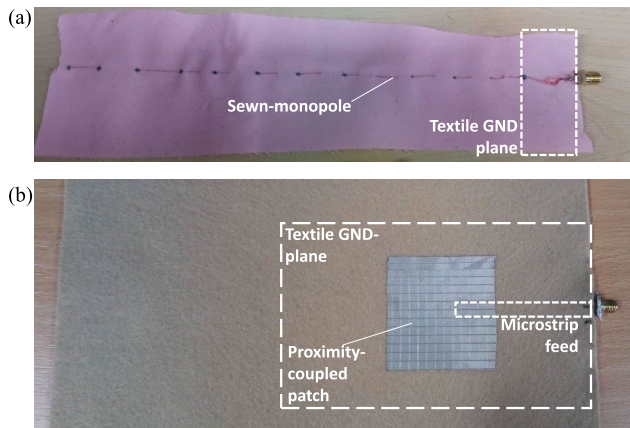 (a)
Sewn-monopole
Textile GND
plane
(b)
Textile GND-
plane
Microstrip
feed
Proximity-
coupled
patch